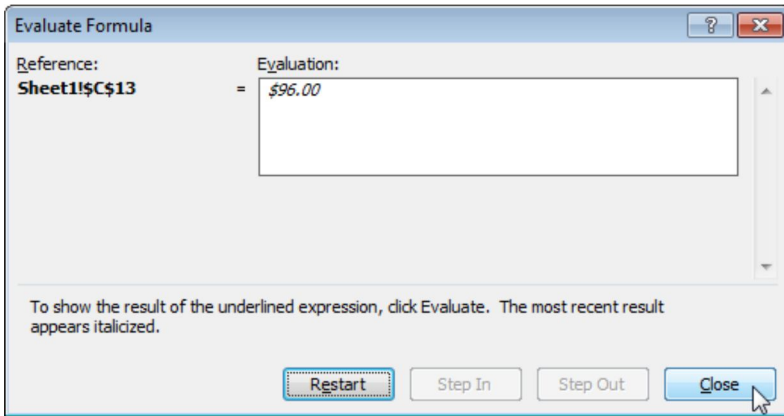 Evaluate Formula
Reference:
Evaluation:
Sheet1!$C$13 = $96.00
To show the result of the underlined expression, click Evaluate. The most recent result
appears italicized.
Restart Step In Step Out Close